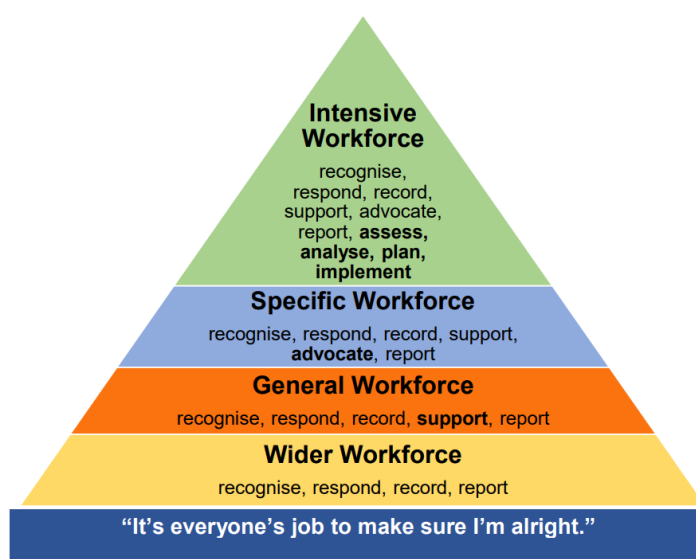 Intensive
Workforce
recognise,
respond, record,
support, advocate,
report, assess,
analyse, plan,
implement
Specific Workforce
recognise, respond, record, support,
advocate, report
General Workforce
recognise, respond, record, support, report
Wider Workforce
recognise, respond, record, report
“It’s everyone’s job to make sure I’m alright.”